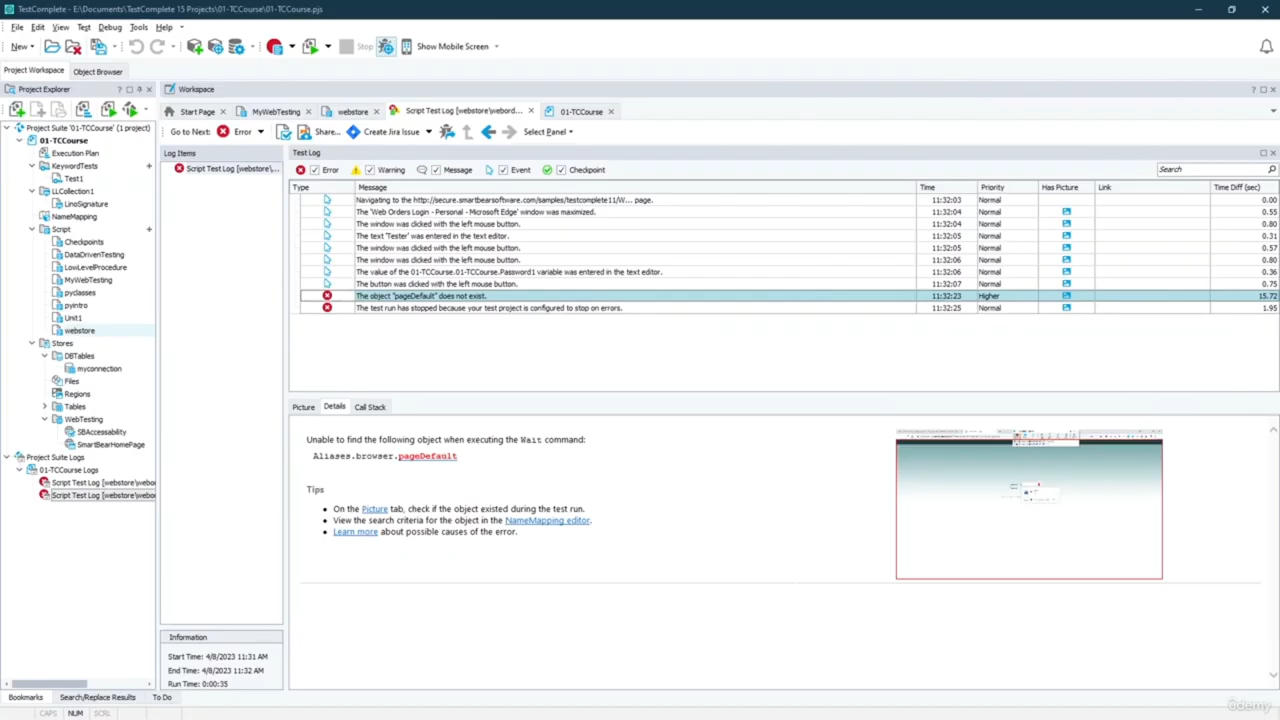 TestComplete - E:\Documents\TestComplete 15 Projects\01-TCCourse\01-TCCourse.pjs
File Edit View Test Debug Tools Help
New Stop Show Mobile Screen
Project Workspace Object Browser
Project Explorer
Project Suite '01-TCCourse' (1 project)
01-TCCourse
Execution Plan
KeywordTests
Test1
LLCollection1
LinoSignature
NameMapping
Script
Checkpoints
DataDrivenTesting
LowLevelProcedure
MyWebTesting
pyclasses
pyintro
Unit1
webstore
Stores
DBTables
myconnection
Files
Regions
Tables
WebTesting
SBAccessability
SmartBearHomePage
Project Suite Logs
01-TCCourse Logs
Script Test Log [webstore\webor
Script Test Log [webstore\webor
Workspace
Start Page MyWebTesting webstore Script Test Log [webstore\webord... 01-TCCourse
Go to Next: Error Share... Create Jira Issue Select Panel
Log Items
Script Test Log [webstore\...
Information
Start Time: 4/8/2023 11:31 AM
End Time: 4/8/2023 11:32 AM
Run Time: 0:00:35
Test Log
Error Warning Message Event Checkpoint Search
Type Message Time Priority Has Picture Link Time Diff (sec)
Navigating to the http://secure.smartbearsoftware.com/samples/testcomplete11/W... page. 11:32:03 Normal 0.00
The 'Web Orders Login - Personal - Microsoft Edge' window was maximized. 11:32:04 Normal 0.55
The window was clicked with the left mouse button. 11:32:04 Normal 0.80
The text 'Tester' was entered in the text editor. 11:32:05 Normal 0.31
The window was clicked with the left mouse button. 11:32:05 Normal 0.57
The window was clicked with the left mouse button. 11:32:06 Normal 0.80
The value of the 01-TCCourse.01-TCCourse.Password1 variable was entered in the text editor. 11:32:06 Normal 0.36
The button was clicked with the left mouse button. 11:32:07 Normal 0.75
The object "pageDefault" does not exist. 11:32:23 Higher 15.72
The test run has stopped because your test project is configured to stop on errors. 11:32:25 Normal 1.95
Picture Details Call Stack
Unable to find the following object when executing the Wait command:
Aliases.browser.pageDefault
Tips
• On the Picture tab, check if the object existed during the test run.
• View the search criteria for the object in the NameMapping editor.
• Learn more about possible causes of the error.
Bookmarks Search/Replace Results To Do
CAPS NUM SCRL
ûdemy